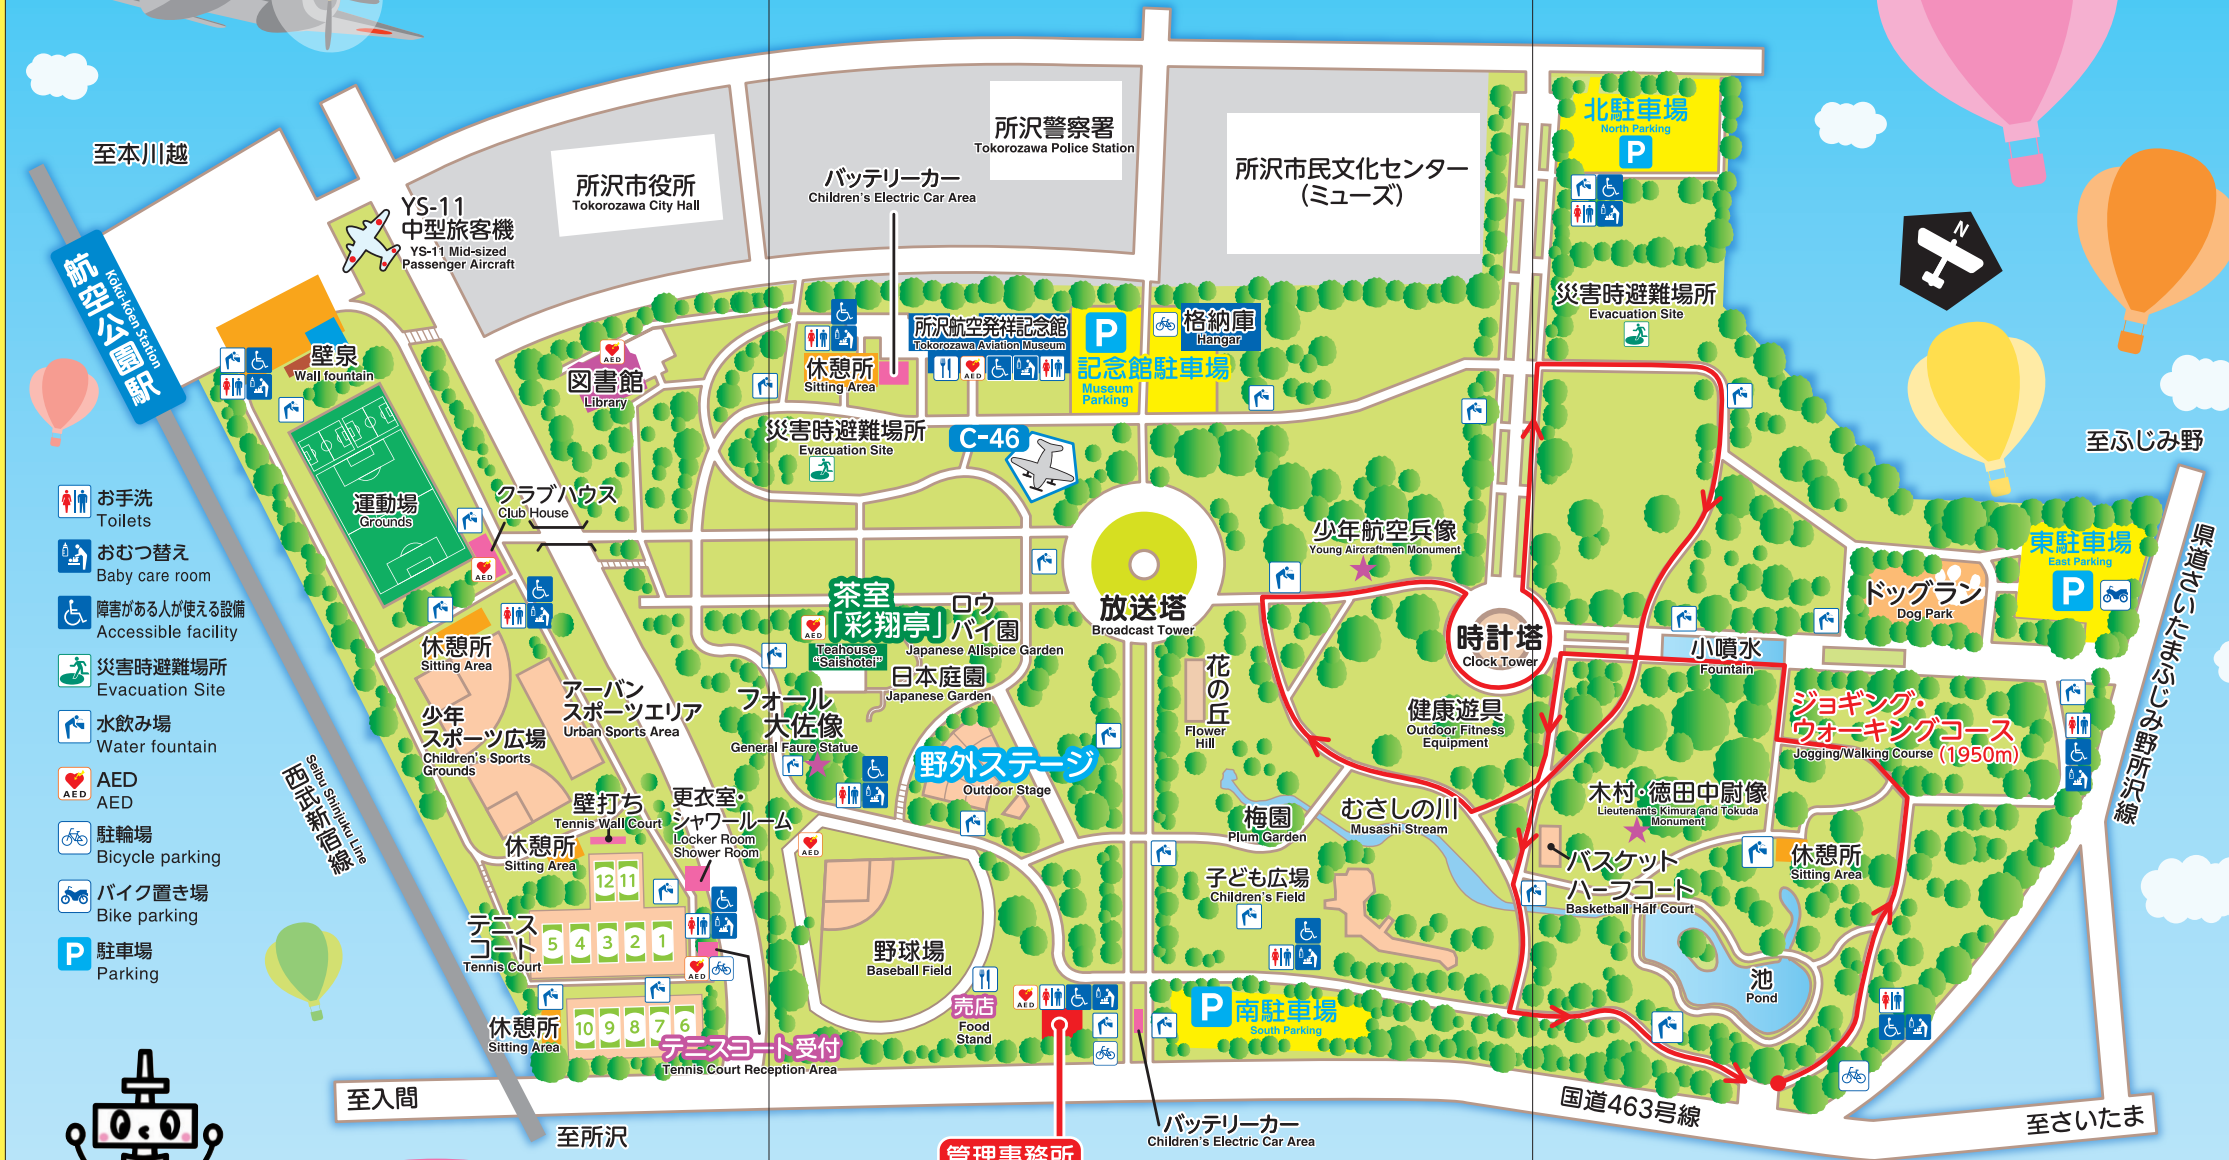 至本川越
航空公園駅
Kōkū-kōen Station
YS-11
中型旅客機
YS-11 Mid-sized
Passenger Aircraft
所沢市役所
Tokorozawa City Hall
バッテリーカー
Children's Electric Car Area
所沢警察署
Tokorozawa Police Station
所沢市民文化センター
(ミューズ)
北駐車場
North Parking
P
N
災害時避難場所
Evacuation Site
壁泉
Wall fountain
図書館
Library
AED
休憩所
Sitting Area
所沢航空発祥記念館
Tokorozawa Aviation Museum
AED
P
記念館駐車場
Museum
Parking
格納庫
Hangar
災害時避難場所
Evacuation Site
C-46
至ふじみ野
運動場
Grounds
クラブハウス
Club House
AED
お手洗
Toilets
おむつ替え
Baby care room
障害がある人が使える設備
Accessible facility
災害時避難場所
Evacuation Site
水飲み場
Water fountain
AED
AED
AED
駐輪場
Bicycle parking
バイク置き場
Bike parking
P
駐車場
Parking
放送塔
Broadcast Tower
少年航空兵像
Young Aircraftmen Monument
時計塔
Clock Tower
東駐車場
East Parking
P
ドッグラン
Dog Park
小噴水
Fountain
県道さいたまふじみ野所沢線
茶室
「彩翔亭」
Teahouse
"Saishotei"
AED
ロウ
バイ園
Japanese Allspice Garden
日本庭園
Japanese Garden
休憩所
Sitting Area
少年
スポーツ広場
Children's Sports
Grounds
アーバン
スポーツエリア
Urban Sports Area
フォール
大佐像
General Faure Statue
野外ステージ
Outdoor Stage
花の丘
Flower
Hill
健康遊具
Outdoor Fitness
Equipment
ジョギング・
ウォーキングコース
Jogging/Walking Course (1950m)
西武新宿線
Seibu Shinjuku Line
壁打ち
Tennis Wall Court
更衣室・
シャワールーム
Locker Room
Shower Room
休憩所
Sitting Area
梅園
Plum Garden
むさしの川
Musashi Stream
木村・徳田中尉像
Lieutenants Kimura and Tokuda
Monument
バスケット
ハーフコート
Basketball Half Court
休憩所
Sitting Area
子ども広場
Children's Field
12 11
テニス
コート
Tennis Court
5 4 3 2 1
AED
AED
野球場
Baseball Field
池
Pond
休憩所
Sitting Area
10 9 8 7 6
テニスコート受付
Tennis Court Reception Area
売店
Food
Stand
AED
P
南駐車場
South Parking
至入間
至所沢
管理事務所
バッテリーカー
Children's Electric Car Area
国道463号線
至さいたま